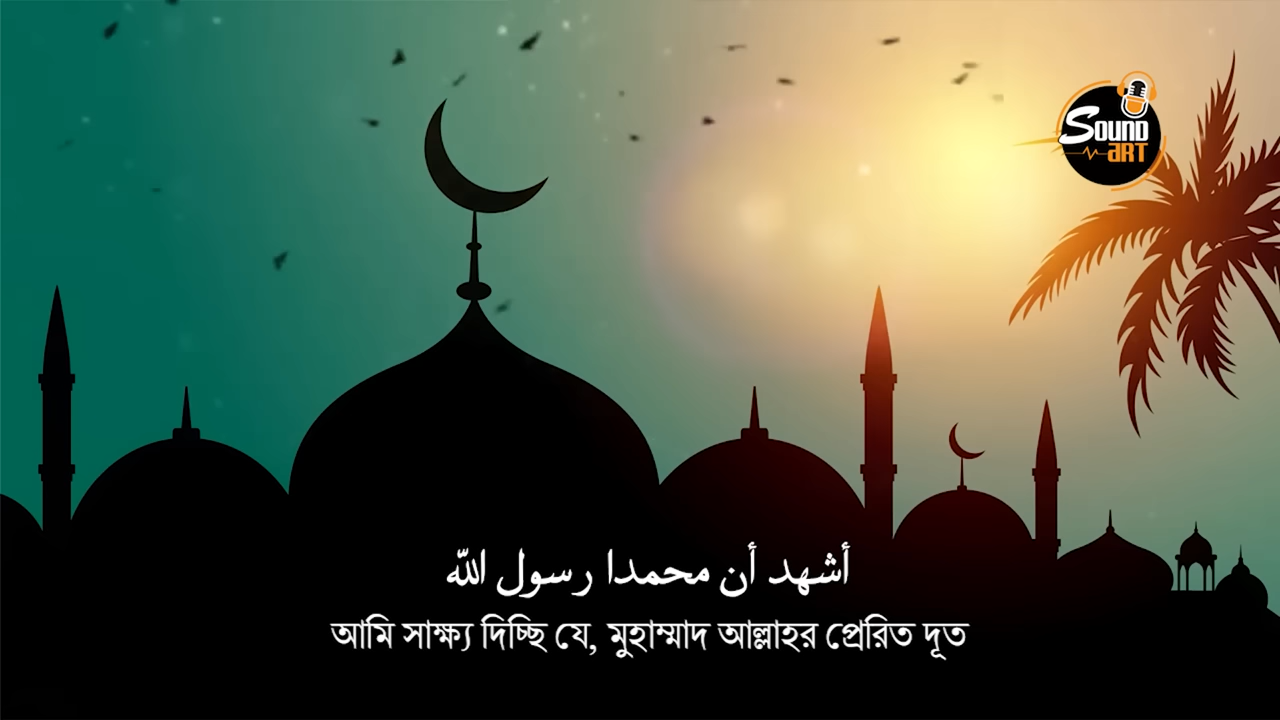 SOUND
ART
أشهد أن محمدا رسول الله
আমি সাক্ষ্য দিচ্ছি যে, মুহাম্মাদ আল্লাহর প্রেরিত দূত